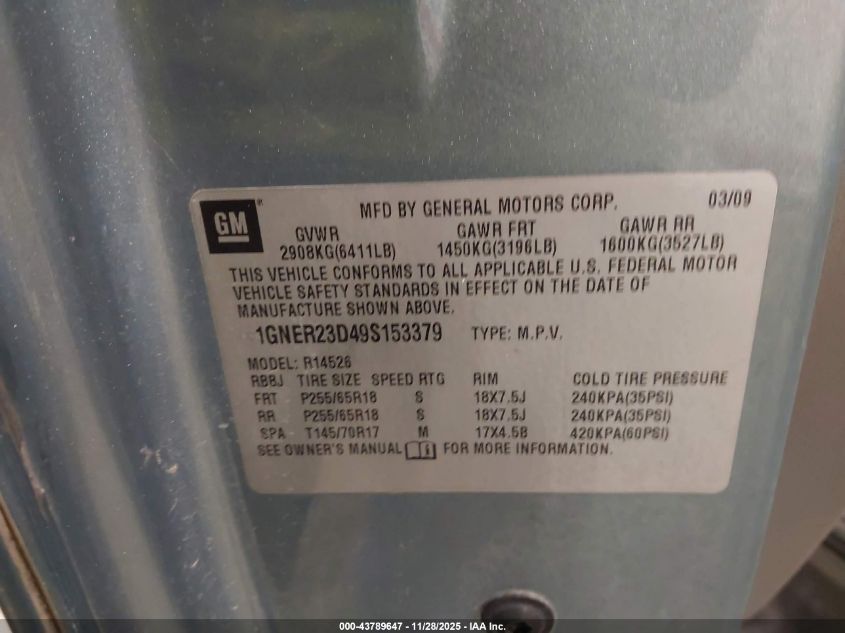 GM
MFD BY GENERAL MOTORS CORP. 03/09
GVWR GAWR FRT GAWR RR
2908KG(6411LB) 1450KG(3196LB) 1600KG(3527LB)
THIS VEHICLE CONFORMS TO ALL APPLICABLE U.S. FEDERAL MOTOR
VEHICLE SAFETY STANDARDS IN EFFECT ON THE DATE OF
MANUFACTURE SHOWN ABOVE.
1GNER23D49S153379 TYPE: M.P.V.
MODEL: R14526
RBBJ TIRE SIZE SPEED RTG RIM COLD TIRE PRESSURE
FRT P255/65R18 S 18X7.5J 240KPA(35PSI)
RR P255/65R18 S 18X7.5J 240KPA(35PSI)
SPA T145/70R17 M 17X4.5B 420KPA(60PSI)
SEE OWNER'S MANUAL FOR MORE INFORMATION.
000-43789647 - 11/28/2025 - IAA Inc.